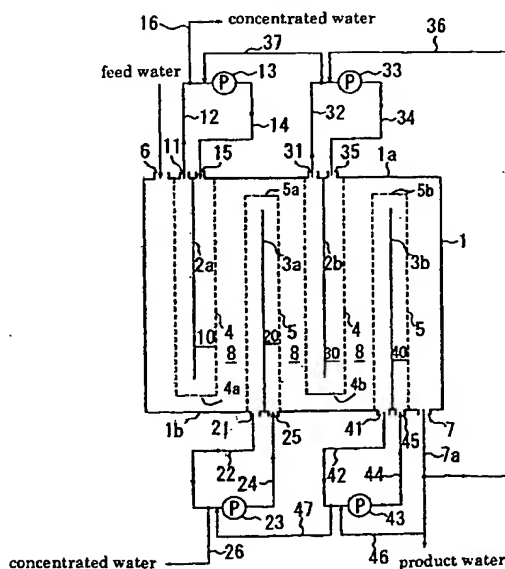 16
concentrated water
37
36
feed water
P
13
P
33
12
14
32
34
6
11
15
31
35
1a
5a
5b
1
2a
3a
2b
3b
4
5
4
5
10
8
20
8
30
8
40
4a
4b
1b
21
25
41
45
7
22
24
42
44
7a
P
23
47
P
43
26
46
concentrated water
product water